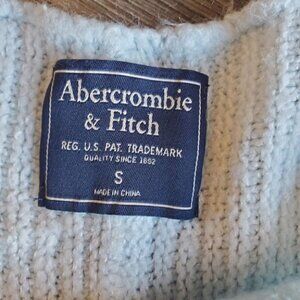 Abercrombie
& Fitch
REG. U.S. PAT. TRADEMARK
QUALITY SINCE 1892
S
MADE IN CHINA